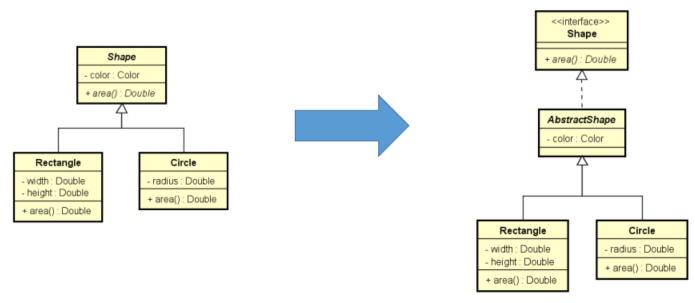 Shape
- color : Color
+ area() : Double
Rectangle
- width : Double
- height : Double
+ area() : Double
Circle
- radius : Double
+ area() : Double
<<interface>>
Shape
+ area() : Double
AbstractShape
- color : Color
Rectangle
- width : Double
- height : Double
+ area() : Double
Circle
- radius : Double
+ area() : Double